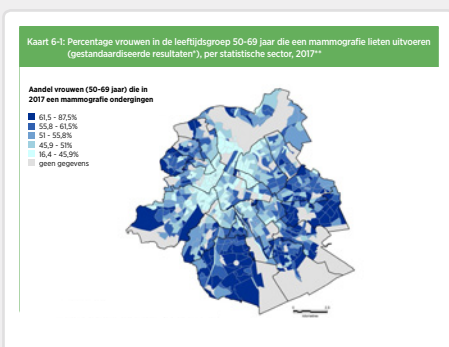 Kaart 6-1: Percentage vrouwen in de leeftijdsgroep 50-69 jaar die een mammografie lieten uitvoeren
(gestandaardiseerde resultaten*), per statistische sector, 2017**
Aandel vrouwen (50-69 jaar) die in
2017 een mammografie ondergingen
61,5 - 87,5%
55,8 - 61,5%
51 - 55,8%
45,9 - 51%
16,4 - 45,9%
geen gegevens